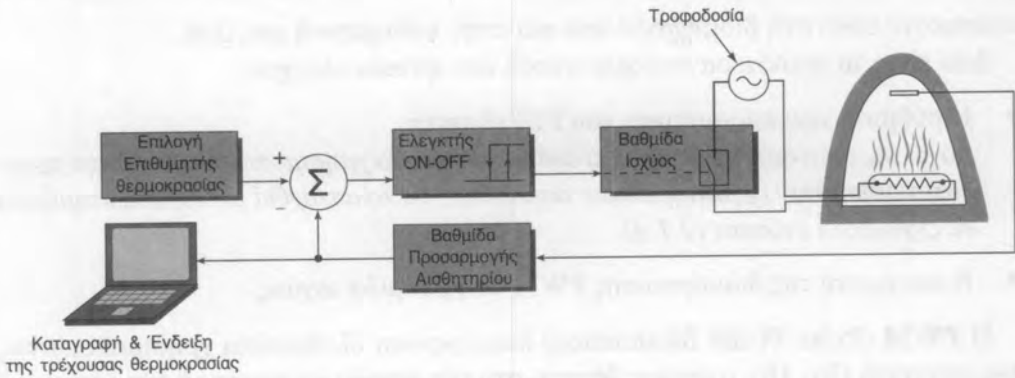 Τροφοδοσία
Επιλογή
Επιθυμητής
θερμοκρασίας
+
−
Σ
Ελεγκτής
ON-OFF
Βαθμίδα
Ισχύος
Βαθμίδα
Προσαρμογής
Αισθητηρίου
Καταγραφή & Ένδειξη
της τρέχουσας θερμοκρασίας